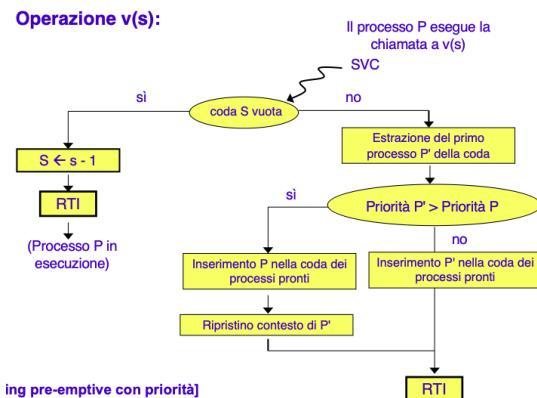 Operazione v(s):
Il processo P esegue la
chiamata a v(s)
SVC
sì
no
coda S vuota
S ← s - 1
RTI
(Processo P in
esecuzione)
Estrazione del primo
processo P' della coda
Priorità P' > Priorità P
sì
no
Inserimento P nella coda dei
processi pronti
Inserimento P' nella coda dei
processi pronti
Ripristino contesto di P'
RTI
ing pre-emptive con priorità]